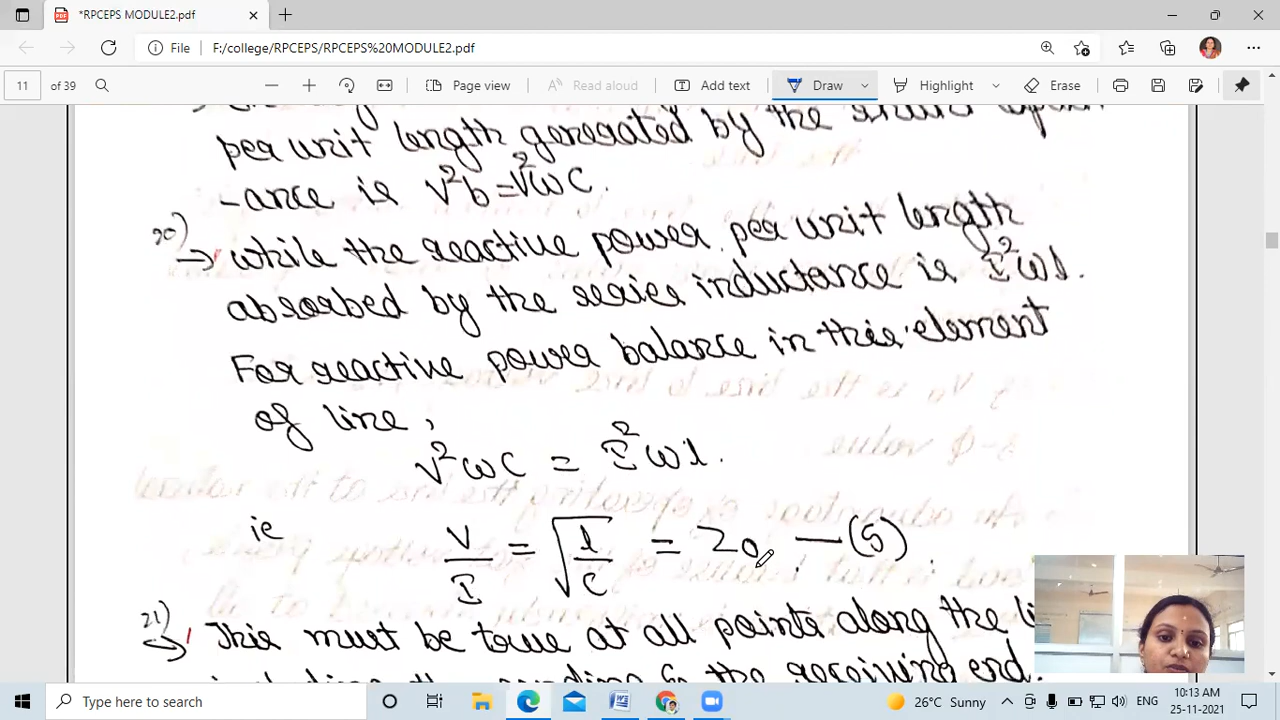 *RPCEPS MODULE2.pdf
File F:/college/RPCEPS/RPCEPS%20MODULE2.pdf
11 of 39 Page view Read aloud Add text Draw Highlight Erase
per unit length generated by the shunt
-ance is V²b = V²ωC.
20) → while the reactive power per unit length
absorbed by the series inductance is I²ωl.
For reactive power balance in this element
of line,
V²ωC = I²ωl.
ie V/I = √l/C = Z0. —(5)
21) → This must be true at all points along the
the receiving end.
Type here to search
26°C Sunny
10:13 AM
25-11-2021